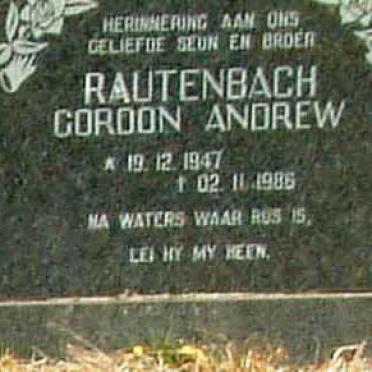 HERINNERING AAN ONS
GELIEFDE SEUN EN BROER
RAUTENBACH
GORDON ANDREW
* 19. 12. 1947
† 02. 11. 1986
NA WATERS WAAR RUS IS,
LEI HY MY HEEN.